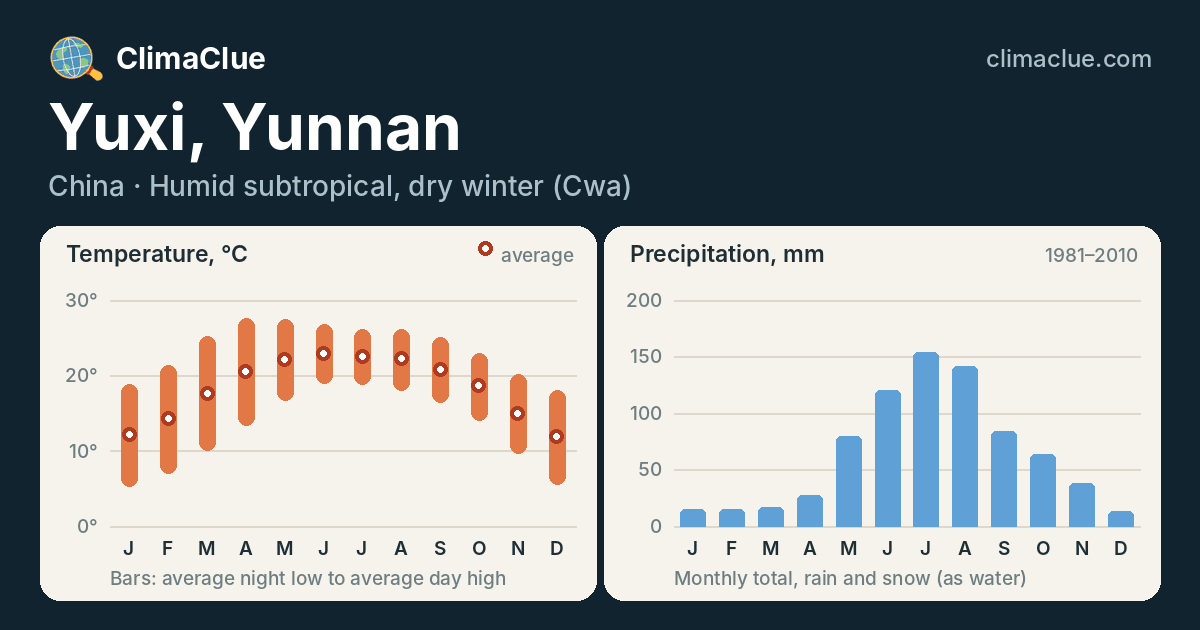 ClimaClue
climaclue.com
Yuxi, Yunnan
China · Humid subtropical, dry winter (Cwa)
Temperature, °C
average
30°
20°
10°
0°
J F M A M J J A S O N D
Bars: average night low to average day high
Precipitation, mm
1981–2010
200
150
100
50
0
J F M A M J J A S O N D
Monthly total, rain and snow (as water)